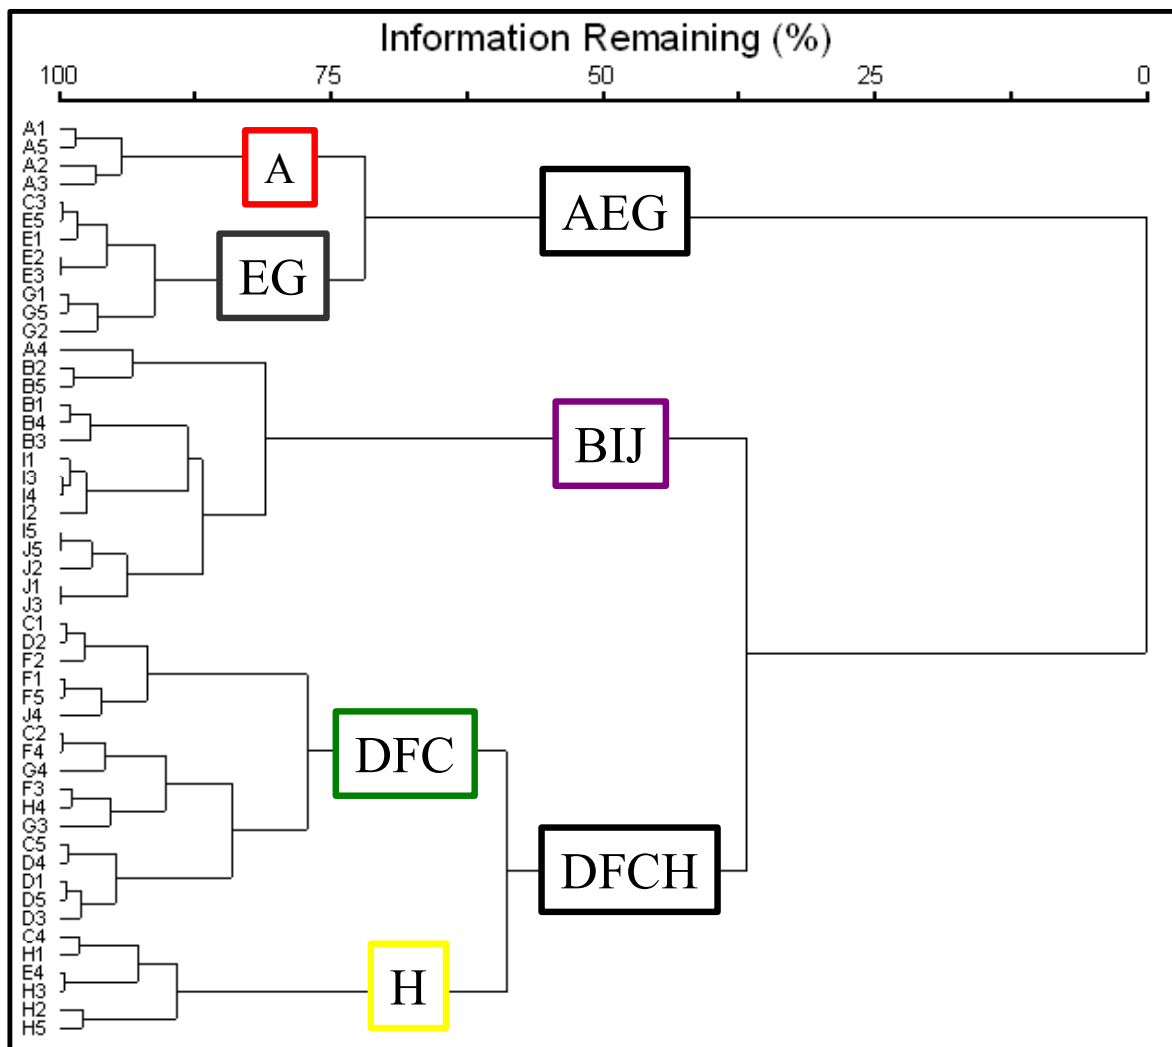 Information Remaining (%)
100 75 50 25 0
A1
A5
A2
A3
C3
E5
E1
E2
E3
G1
G5
G2
A4
B2
B5
B1
B4
B3
I1
I3
I4
I2
I5
J5
J2
J1
J3
C1
D2
F2
F1
F5
J4
C2
F4
G4
F3
H4
G3
C5
D4
D1
D5
D3
C4
H1
E4
H3
H2
H5
A
EG
AEG
BIJ
DFC
DFCH
H